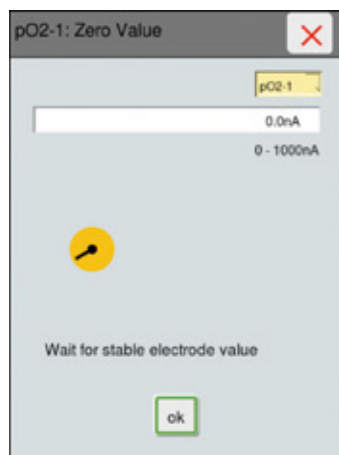 pO2-1: Zero Value
pO2-1
0.0nA
0 - 1000nA
Wait for stable electrode value
ok